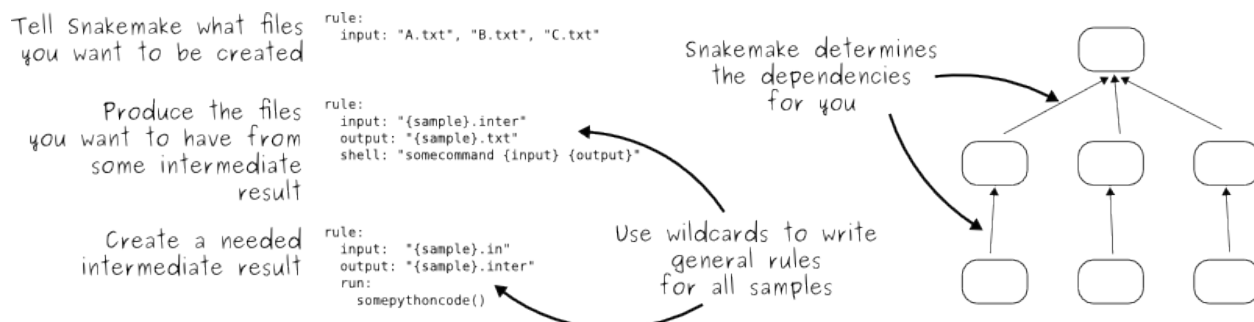 Tell Snakemake what files
you want to be created
rule:
input: "A.txt", "B.txt", "C.txt"
Produce the files
you want to have from
some intermediate
result
rule:
input: "{sample}.inter"
output: "{sample}.txt"
shell: "somecommand {input} {output}"
Create a needed
intermediate result
rule:
input: "{sample}.in"
output: "{sample}.inter"
run:
somepythoncode()
Use wildcards to write
general rules
for all samples
Snakemake determines
the dependencies
for you